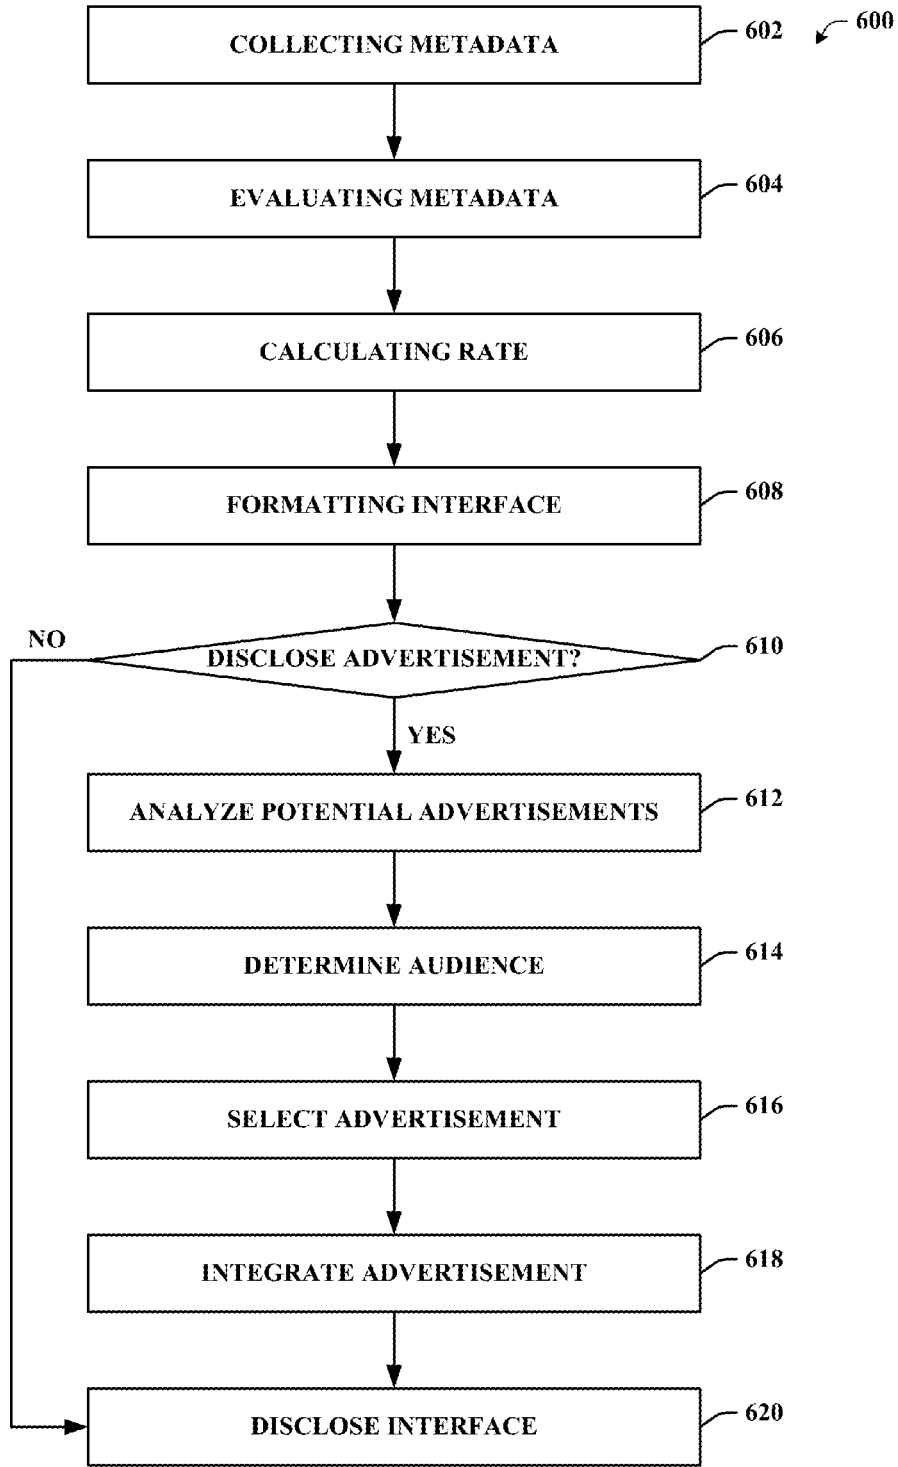 COLLECTING METADATA
602
600
EVALUATING METADATA
604
CALCULATING RATE
606
FORMATTING INTERFACE
608
NO
DISCLOSE ADVERTISEMENT?
610
YES
ANALYZE POTENTIAL ADVERTISEMENTS
612
DETERMINE AUDIENCE
614
SELECT ADVERTISEMENT
616
INTEGRATE ADVERTISEMENT
618
DISCLOSE INTERFACE
620